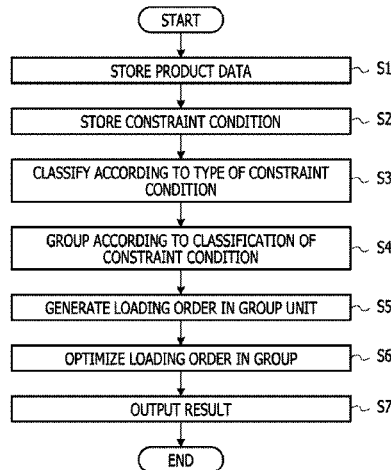 START
STORE PRODUCT DATA
S1
STORE CONSTRAINT CONDITION
S2
CLASSIFY ACCORDING TO TYPE OF CONSTRAINT
CONDITION
S3
GROUP ACCORDING TO CLASSIFICATION OF
CONSTRAINT CONDITION
S4
GENERATE LOADING ORDER IN GROUP UNIT
S5
OPTIMIZE LOADING ORDER IN GROUP
S6
OUTPUT RESULT
S7
END